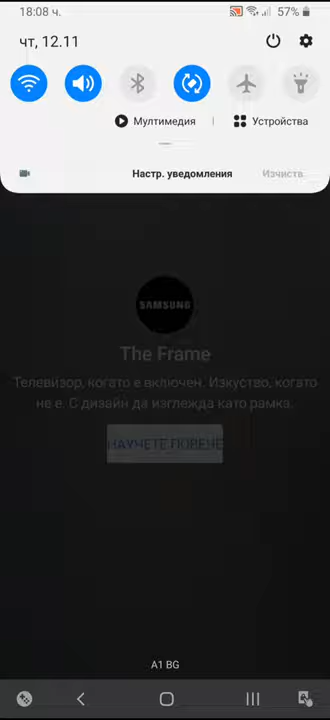 18:08 ч.
57%
чт, 12.11
Мултимедия
Устройства
Настр. уведомления
Изчиств.
SAMSUNG
The Frame
Телевизор, когато е включен. Изкуство, когато
не е. С дизайн да изглежда като рамка.
НАУЧЕТЕ ПОВЕЧЕ
A1 BG